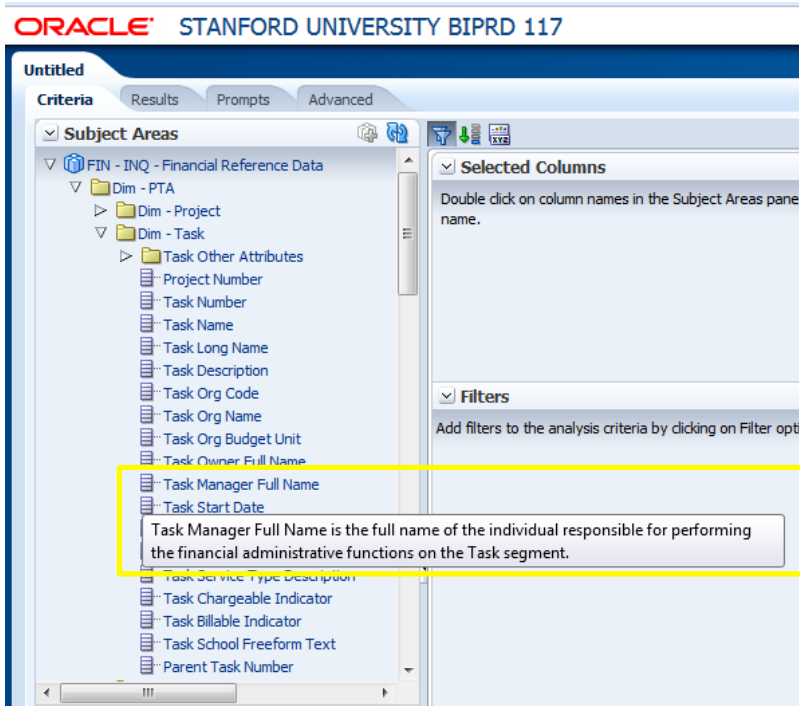 ORACLE STANFORD UNIVERSITY BIPRD 117
Untitled
Criteria Results Prompts Advanced
Subject Areas
FIN - INQ - Financial Reference Data
Dim - PTA
Dim - Project
Dim - Task
Task Other Attributes
Project Number
Task Number
Task Name
Task Long Name
Task Description
Task Org Code
Task Org Name
Task Org Budget Unit
Task Owner Full Name
Task Manager Full Name
Task Start Date
Task Manager Full Name is the full name of the individual responsible for performing
the financial administrative functions on the Task segment.
Task Service Type Description
Task Chargeable Indicator
Task Billable Indicator
Task School Freeform Text
Parent Task Number
XYZ
Selected Columns
Double click on column names in the Subject Areas pane
name.
Filters
Add filters to the analysis criteria by clicking on Filter opti